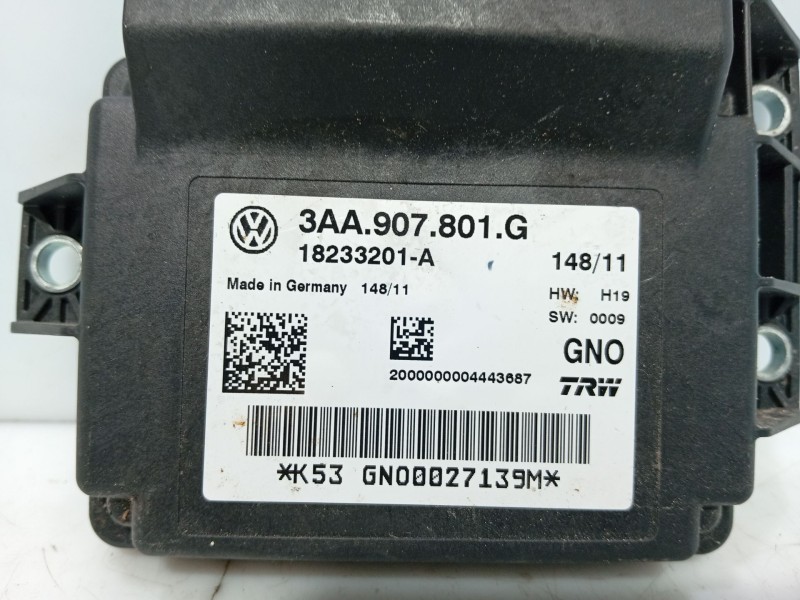 3AA.907.801.G
18233201-A 148/11
Made in Germany 148/11 HW: H19
SW: 0009
GNO
2000000004443687 TRW
*K53 GNO0027139M*